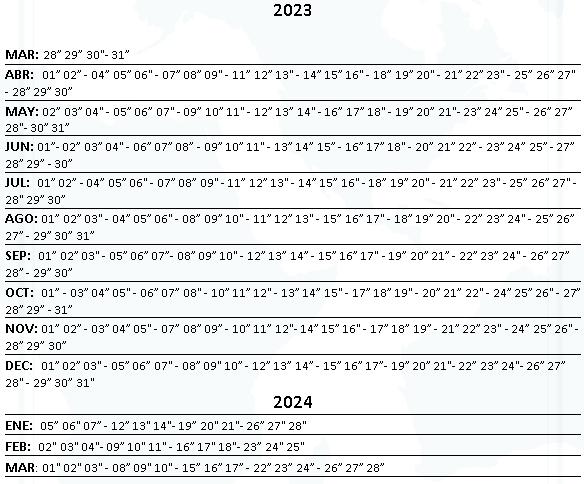 2023
MAR: 28” 29” 30”- 31”
ABR: 01” 02” - 04” 05” 06” - 07” 08” 09” - 11” 12” 13” - 14” 15” 16” - 18” 19” 20” - 21” 22” 23” - 25” 26” 27”
- 28” 29” 30”
MAY: 02” 03” 04” - 05” 06” 07” - 09” 10” 11” - 12” 13” 14” -16” 17” 18” - 19” 20” 21”- 23” 24” 25” - 26” 27”
28”- 30” 31”
JUN: 01”- 02” 03” 04” - 06” 07” 08” - 09” 10” 11” - 13” 14” 15” - 16” 17” 18” - 20” 21” 22” - 23” 24” 25” - 27”
28” 29” - 30”
JUL: 01” 02” - 04” 05” 06” - 07” 08” 09” - 11” 12” 13” - 14” 15” 16” - 18” 19” 20” - 21” 22” 23” - 25” 26” 27” -
28” 29” 30”
AGO: 01” 02” 03” - 04” 05” 06” - 08” 09” 10” - 11” 12” 13” - 15” 16” 17” - 18” 19” 20” - 22” 23” 24” - 25” 26”
27” - 29” 30” 31”
SEP: 01” 02” 03” - 05” 06” 07” - 08” 09” 10” - 12” 13” 14” - 15” 16” 17” - 19” 20” 21” - 22” 23” 24” - 26” 27”
28” - 29” 30”
OCT: 01” - 03” 04” 05” - 06” 07” 08” - 10” 11” 12” - 13” 14” 15” - 17” 18” 19” - 20” 21” 22” - 24” 25” 26” - 27”
28” 29” - 31”
NOV: 01” 02” - 03” 04” 05” - 07” 08” 09” - 10” 11” 12” -14” 15” 16” - 17” 18” 19” - 21” 22” 23” - 24” 25” 26” -
28” 29” 30”
DEC: 01” 02” 03” - 05” 06” 07” - 08” 09” 10” - 12” 13” 14” - 15” 16” 17” - 19” 20” 21” - 22” 23” 24” - 26” 27”
28” - 29” 30” 31”
2024
ENE: 05” 06” 07” - 12” 13” 14”- 19” 20” 21” - 26” 27” 28”
FEB: 02” 03” 04”- 09” 10” 11” - 16” 17” 18”- 23” 24” 25”
MAR: 01” 02” 03” - 08” 09” 10” - 15” 16” 17” - 22” 23” 24” - 26” 27” 28”